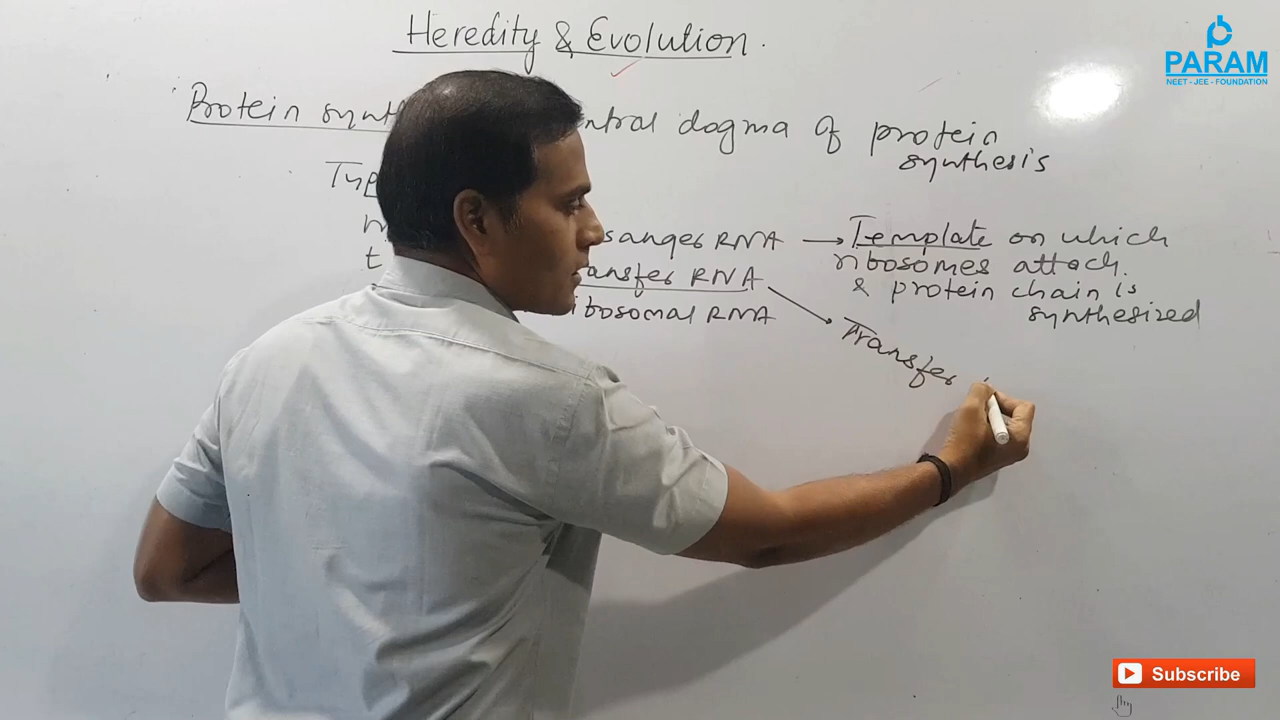 Heredity & Evolution.
Protein synt ntral dogma of protein
synthesis
Typ
m sanger RNA → Template on which
ribosomes attach.
t ansfer RNA
& protein chain is
synthesized
ibosomal RNA
Transfer
PARAM
NEET - JEE - FOUNDATION
Subscribe